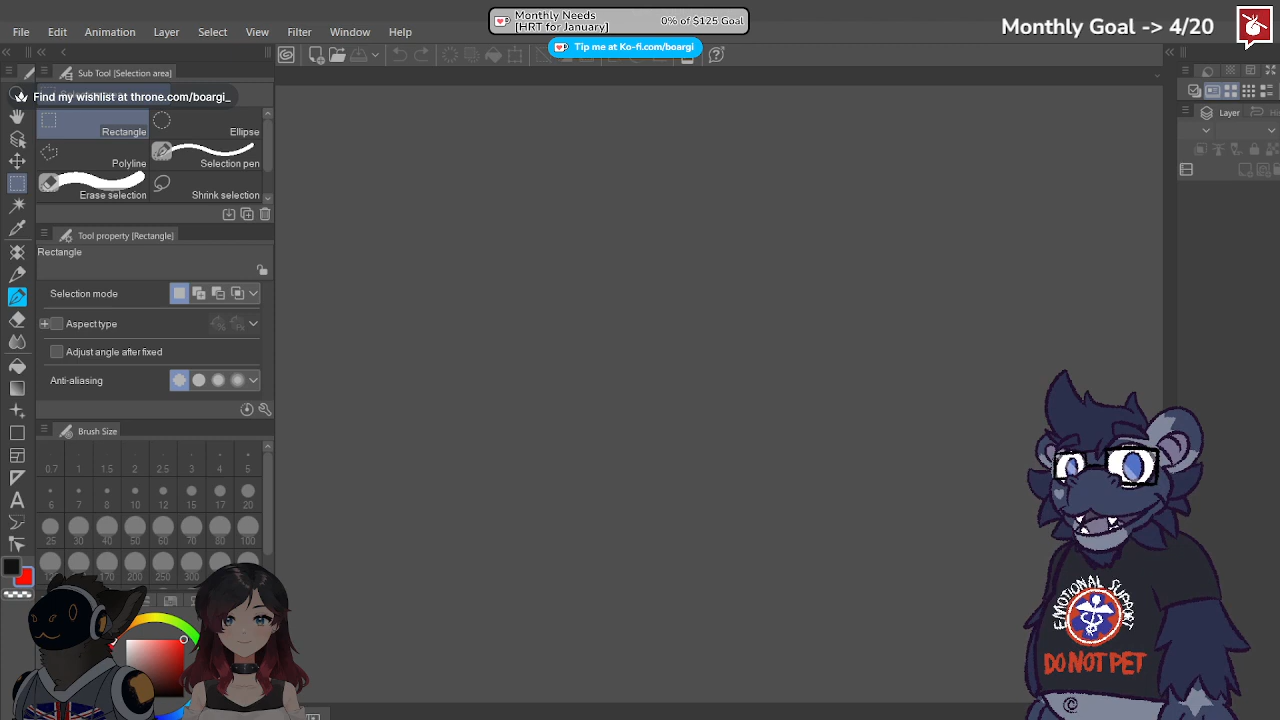 Monthly Needs
[HRT for January]
0% of $125 Goal
Tip me at Ko-fi.com/boargi
Monthly Goal -> 4/20
File Edit Animation Layer Select View Filter Window Help
Sub Tool [Selection area]
Find my wishlist at throne.com/boargi_
Rectangle
Ellipse
Polyline
Selection pen
Erase selection
Shrink selection
Tool property [Rectangle]
Rectangle
Selection mode
Aspect type
Adjust angle after fixed
Anti-aliasing
Brush Size
0.7 1 1.5 2 2.5 3 4 5
6 7 8 10 12 15 17 20
25 30 40 50 60 70 80 100
170 200 250 300
Layer
EMOTIONAL SUPPORT
DO NOT PET